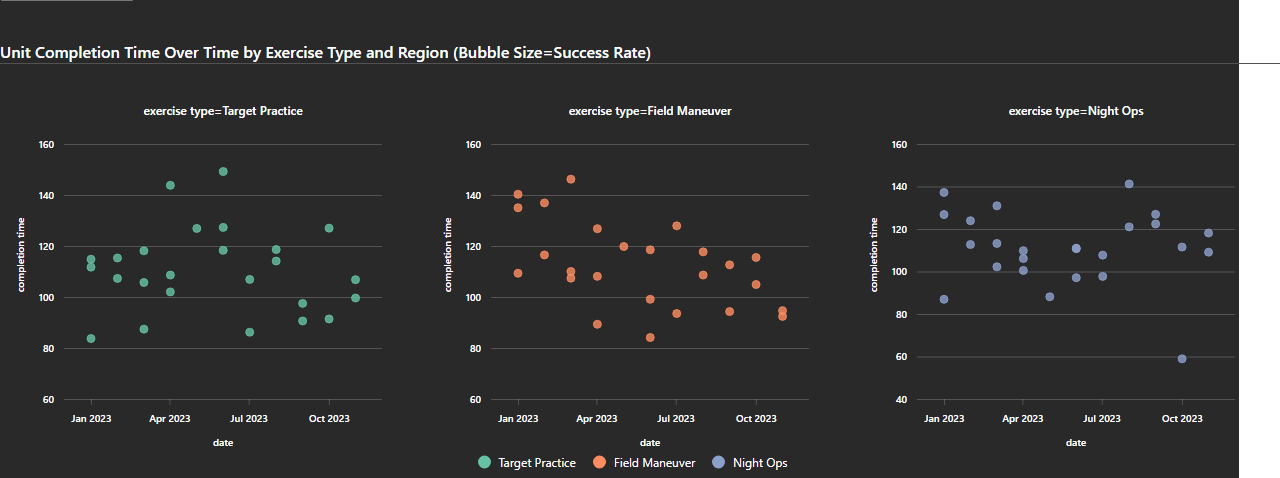 Unit Completion Time Over Time by Exercise Type and Region (Bubble Size=Success Rate)
exercise type=Target Practice
exercise type=Field Maneuver
exercise type=Night Ops
completion time
160
140
120
100
80
60
Jan 2023
Apr 2023
Jul 2023
Oct 2023
date
completion time
160
140
120
100
80
60
Jan 2023
Apr 2023
Jul 2023
Oct 2023
date
completion time
160
140
120
100
80
60
40
Jan 2023
Apr 2023
Jul 2023
Oct 2023
date
Target Practice
Field Maneuver
Night Ops